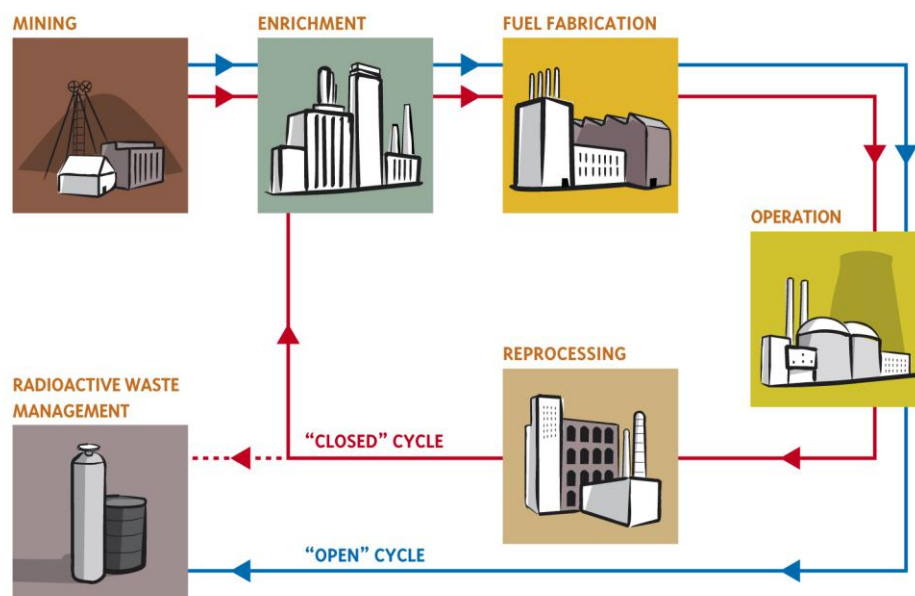 MINING
ENRICHMENT
FUEL FABRICATION
OPERATION
REPROCESSING
RADIOACTIVE WASTE
MANAGEMENT
“CLOSED” CYCLE
“OPEN” CYCLE